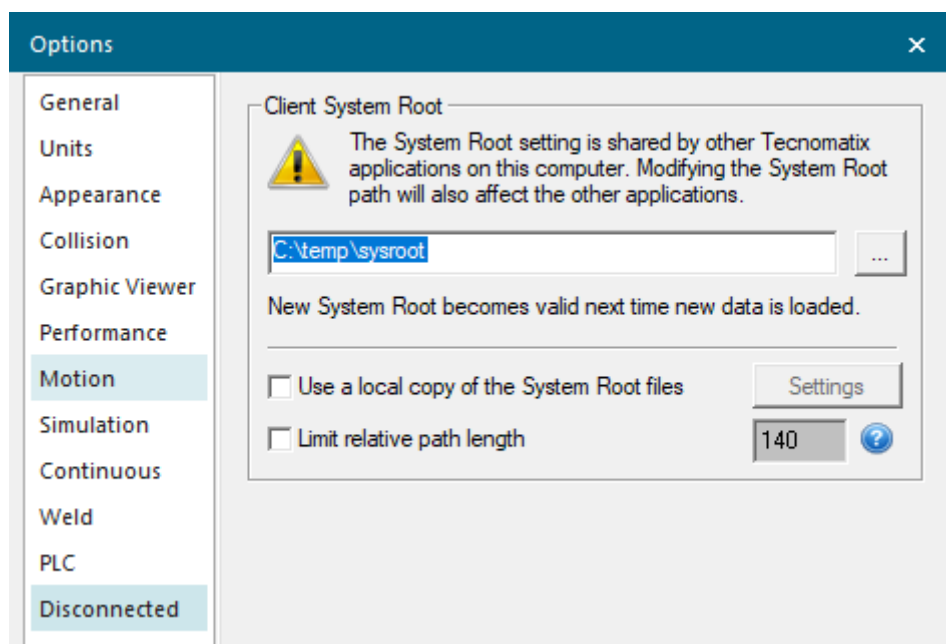 Options
General
Units
Appearance
Collision
Graphic Viewer
Performance
Motion
Simulation
Continuous
Weld
PLC
Disconnected
Client System Root
The System Root setting is shared by other Tecnomatix
applications on this computer. Modifying the System Root
path will also affect the other applications.
C:\temp\sysroot
...
New System Root becomes valid next time new data is loaded.
Use a local copy of the System Root files
Settings
Limit relative path length
140